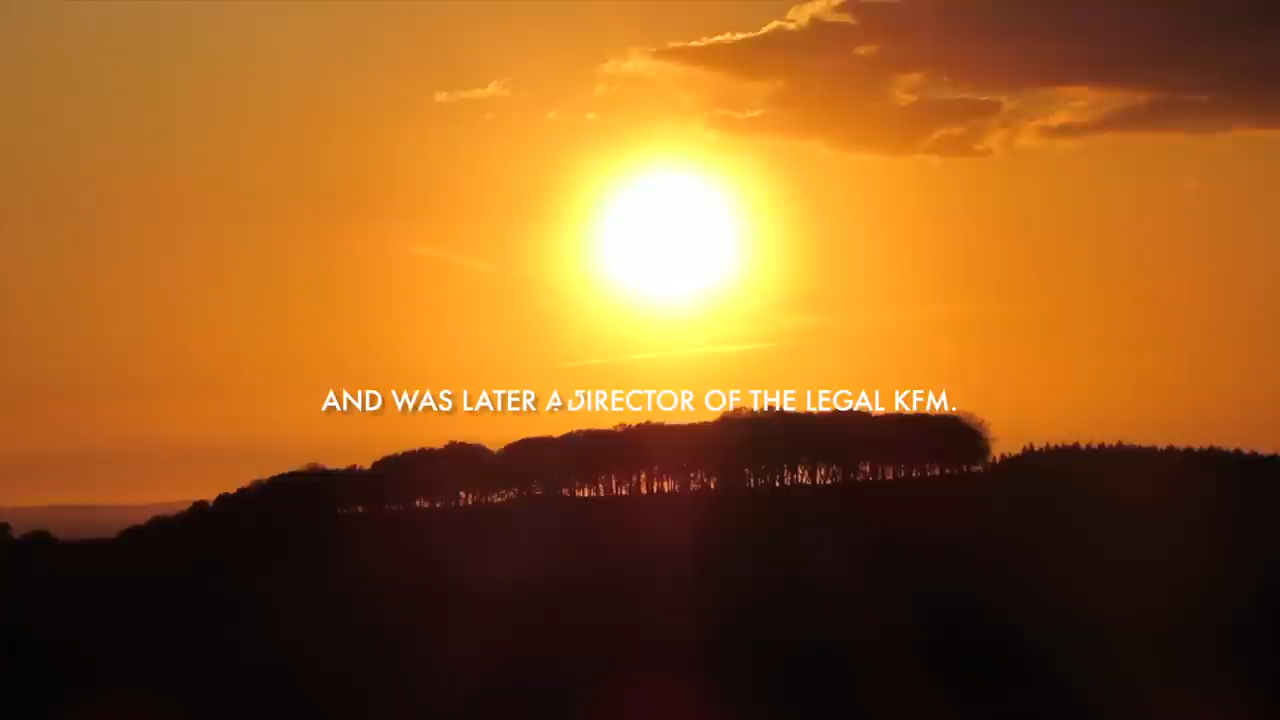 AND WAS LATER A DIRECTOR OF THE LEGAL KFM.